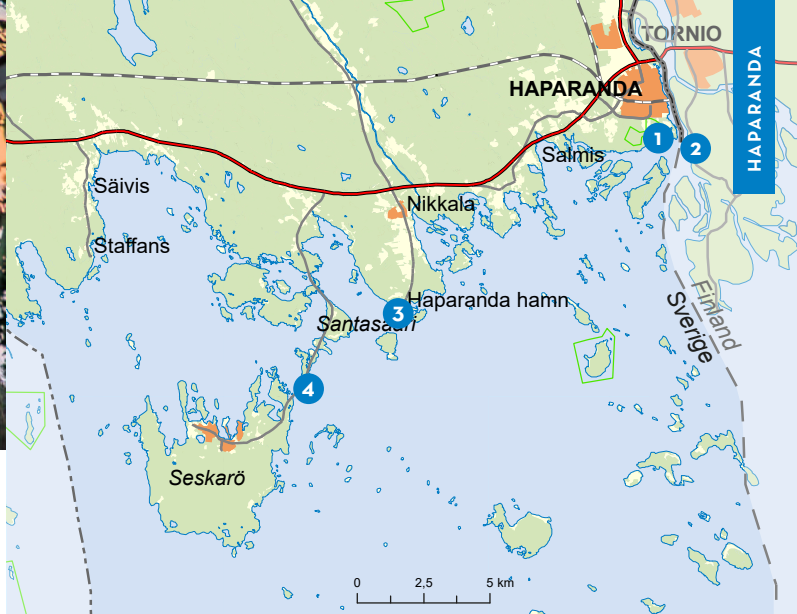 TORNIO
HAPARANDA
HAPARANDA
1
2
Salmis
Säivis
Nikkala
Staffans
Haparanda hamn
3
Santasaari
Finland
Sverige
4
Seskarö
0 2,5 5 km